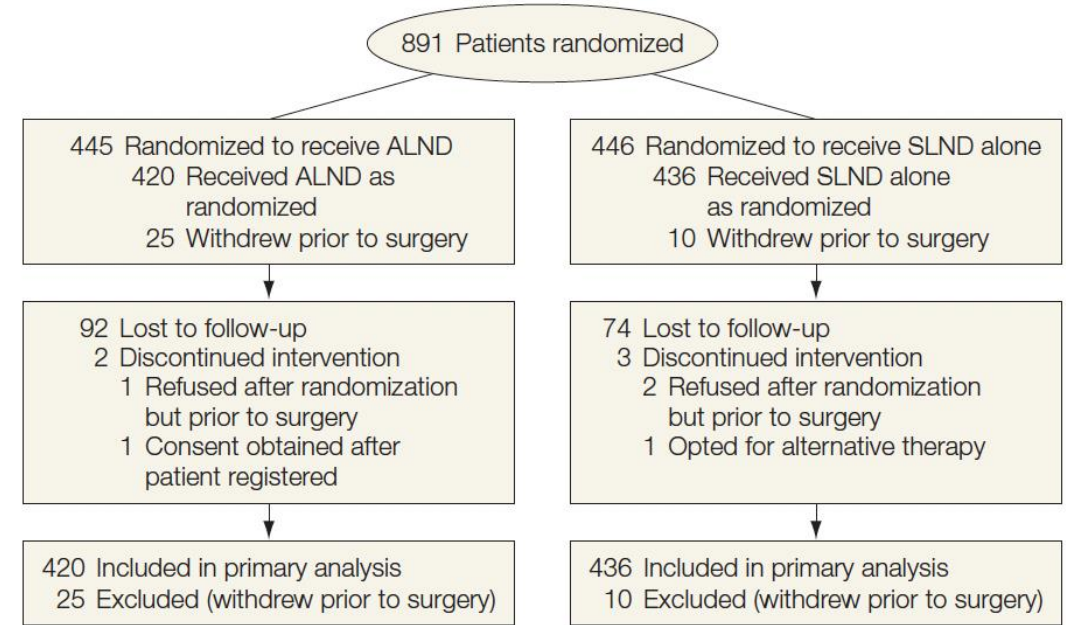 891 Patients randomized
445 Randomized to receive ALND
420 Received ALND as
randomized
25 Withdrew prior to surgery
446 Randomized to receive SLND alone
436 Received SLND alone
as randomized
10 Withdrew prior to surgery
92 Lost to follow-up
2 Discontinued intervention
1 Refused after randomization
but prior to surgery
1 Consent obtained after
patient registered
74 Lost to follow-up
3 Discontinued intervention
2 Refused after randomization
but prior to surgery
1 Opted for alternative therapy
420 Included in primary analysis
25 Excluded (withdrew prior to surgery)
436 Included in primary analysis
10 Excluded (withdrew prior to surgery)